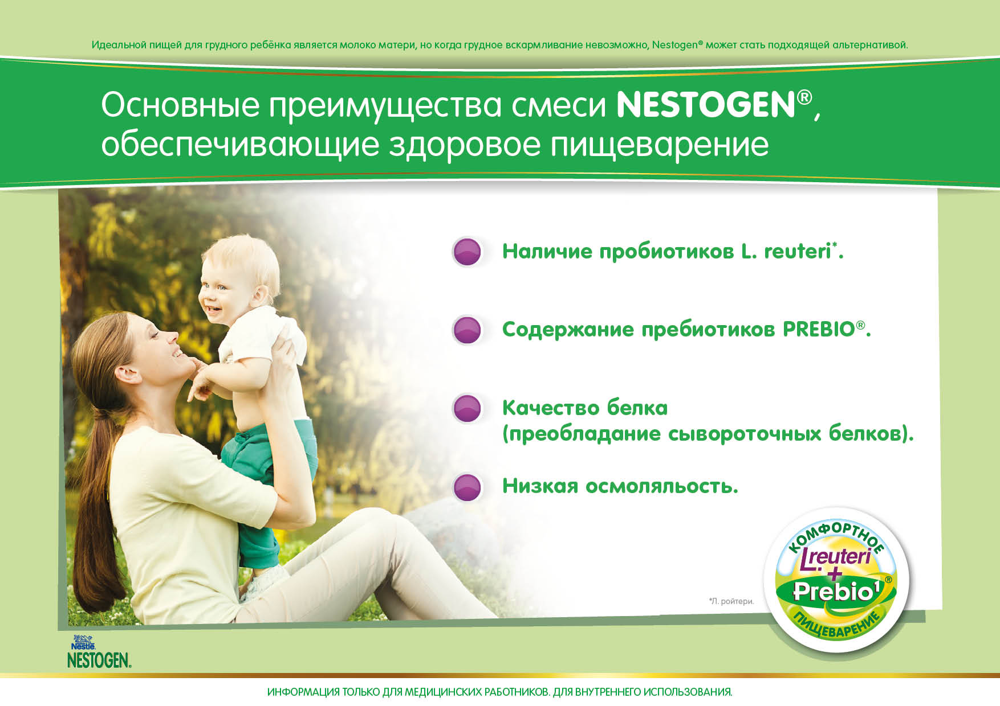 Идеальной пищей для грудного ребёнка является молоко матери, но когда грудное вскармливание невозможно, Nestogen® может стать подходящей альтернативой.
Основные преимущества смеси NESTOGEN®,
обеспечивающие здоровое пищеварение
Наличие пробиотиков L. reuteri*.
Содержание пребиотиков PREBIO®.
Качество белка
(преобладание сывороточных белков).
Низкая осмоляльость.
КОМФОРТНОЕ
L.reuteri
+
Prebio¹®
ПИЩЕВАРЕНИЕ
*Л. ройтери.
Nestlé.
NESTOGEN®
ИНФОРМАЦИЯ ТОЛЬКО ДЛЯ МЕДИЦИНСКИХ РАБОТНИКОВ. ДЛЯ ВНУТРЕННЕГО ИСПОЛЬЗОВАНИЯ.